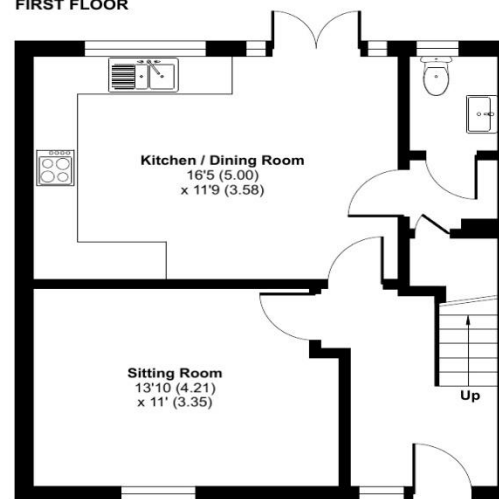 FIRST FLOOR
Kitchen / Dining Room
16'5 (5.00)
x 11'9 (3.58)
Sitting Room
13'10 (4.21)
x 11' (3.35)
Up